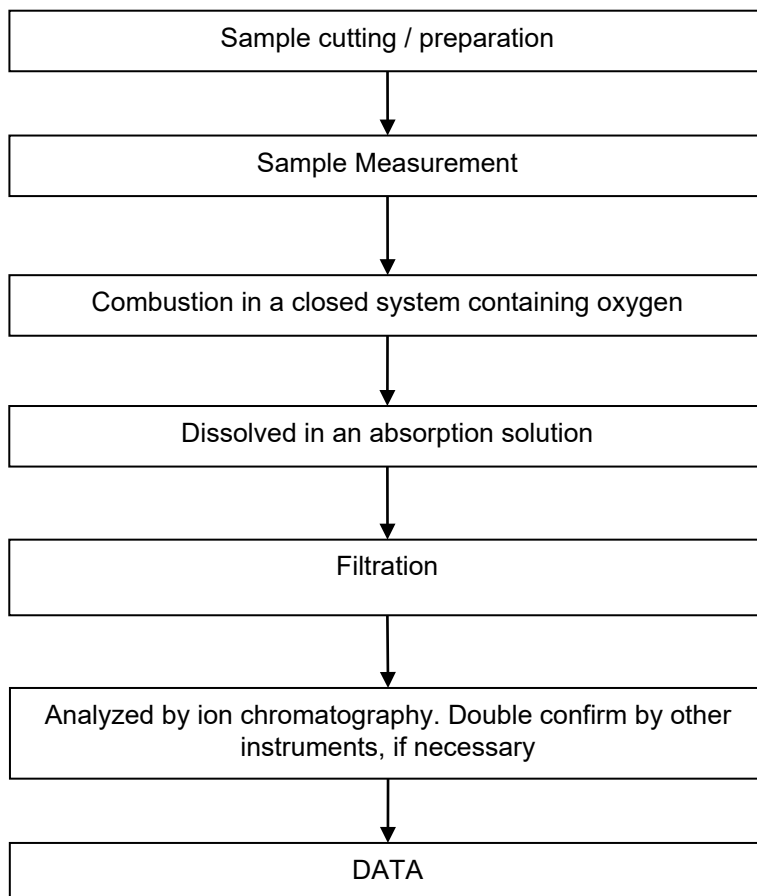 Sample cutting / preparation
Sample Measurement
Combustion in a closed system containing oxygen
Dissolved in an absorption solution
Filtration
Analyzed by ion chromatography. Double confirm by other
instruments, if necessary
DATA